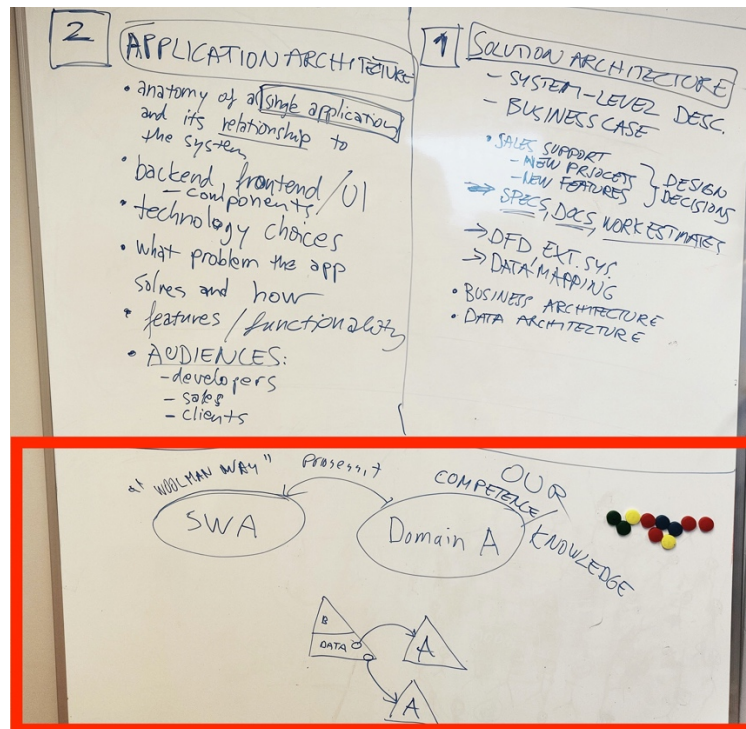 2
APPLICATION ARCHITECTURE
• anatomy of a single application
and its relationship to
the system
• backend, frontend/UI
– components
• technology choices
• what problem the app
solves and how
• features/functionality
• AUDIENCES:
– developers
– sales
– clients
1
SOLUTION ARCHITECTURE
– SYSTEM-LEVEL DESC.
– BUSINESS CASE
• SALES SUPPORT
– NEW PROJECTS
– NEW FEATURES
DESIGN
DECISIONS
→ SPECS, DOCS, WORK ESTIMATES
→ DFD EXT. SYS.
→ DATA MAPPING
• BUSINESS ARCHITECTURE
• DATA ARCHITECTURE
"WOOLMAN WAY"
prosessit
OUR
COMPETENCE/
KNOWLEDGE
SWA
Domain A
B
DATA
A
A